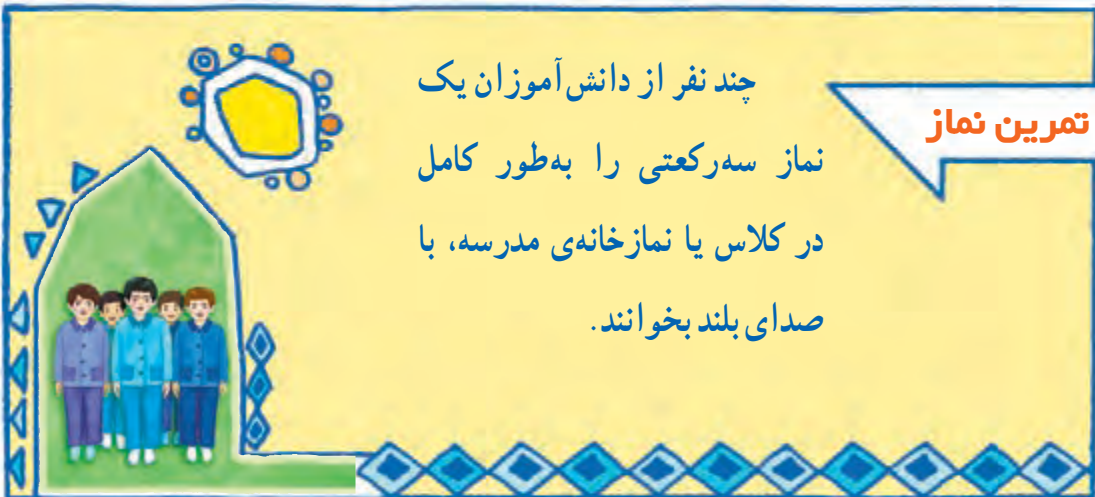 تمرین نماز
چند نفر از دانش‌آموزان یک
نماز سه‌رکعتی را به‌طور کامل
در کلاس یا نمازخانه‌ی مدرسه، با
صدای بلند بخوانند.